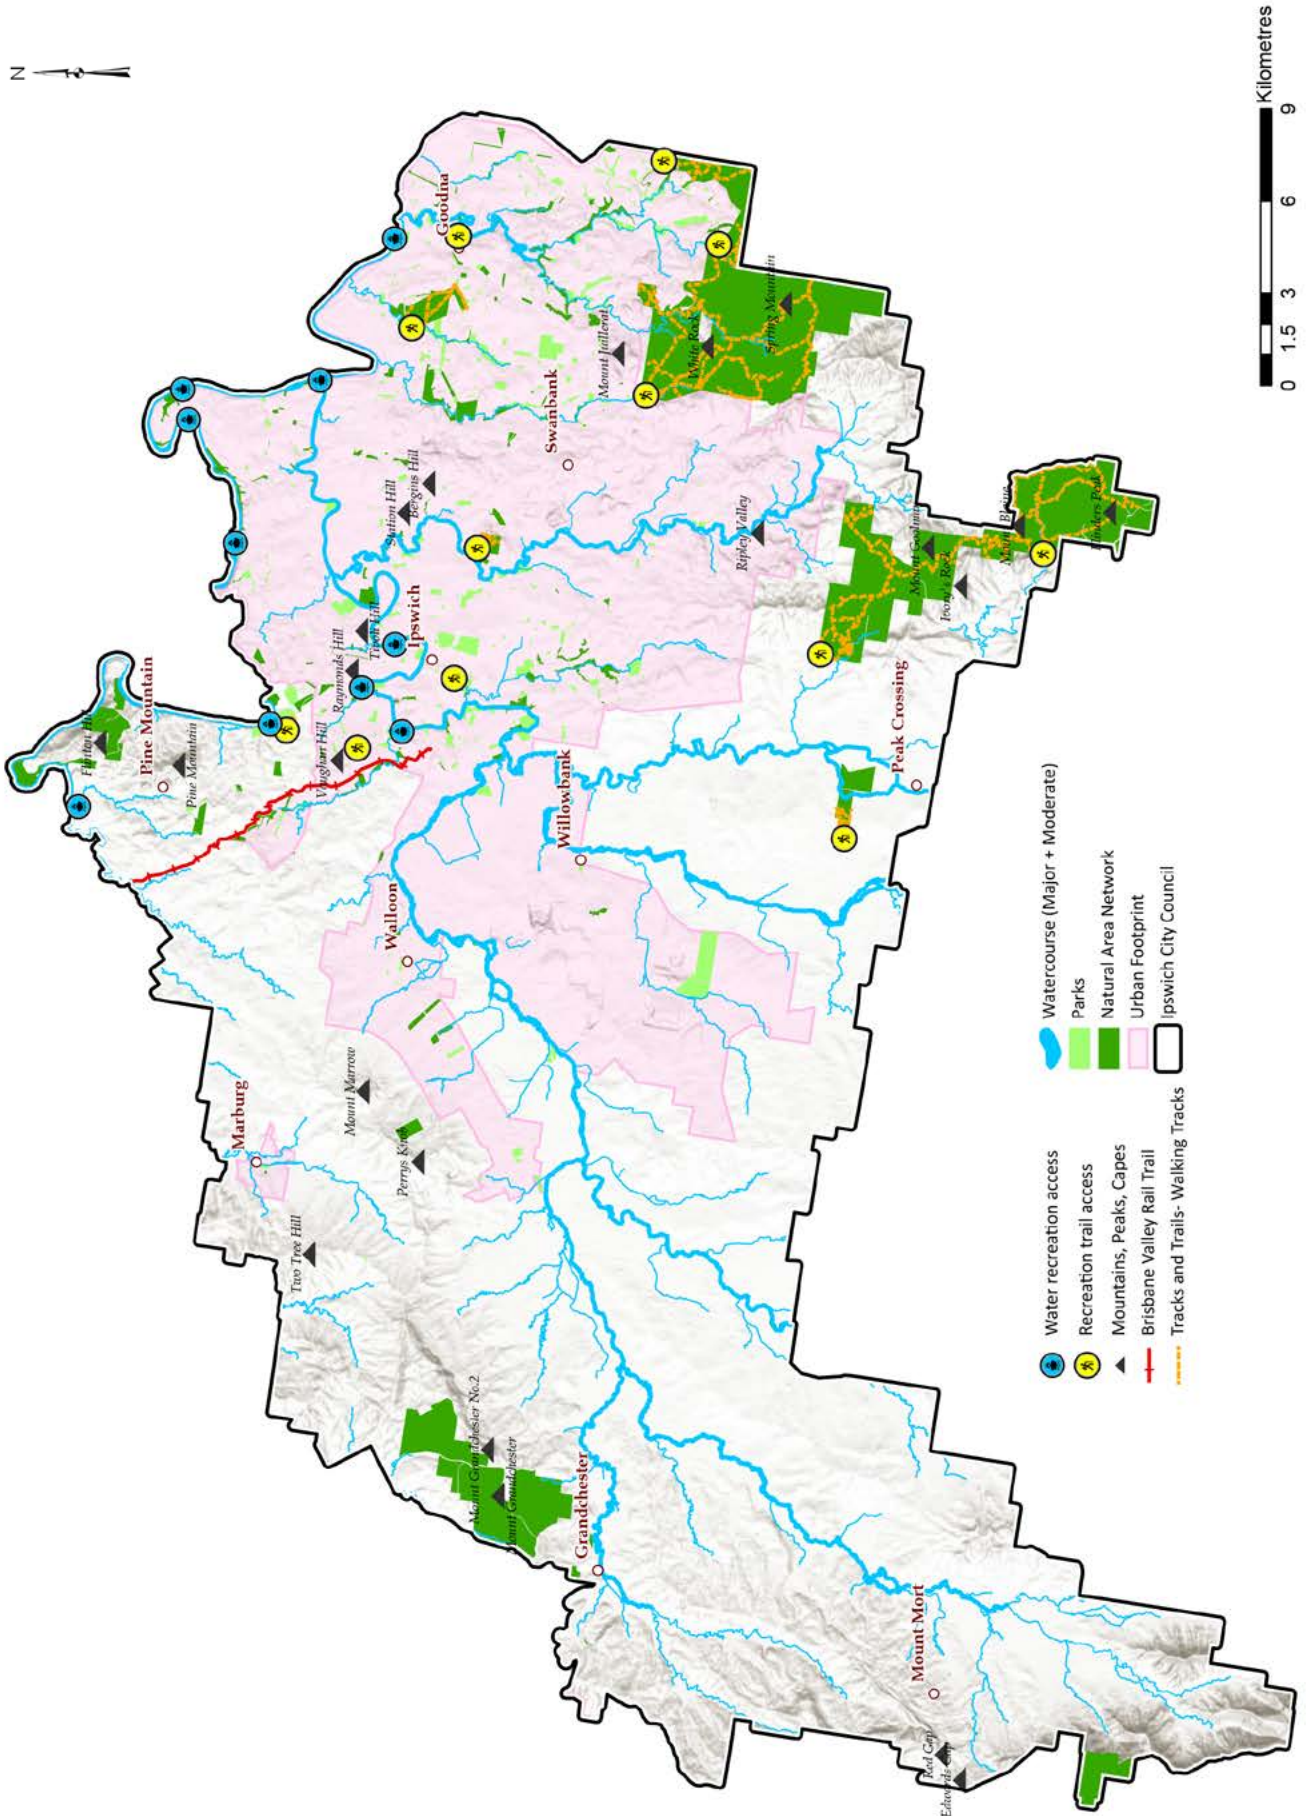 N
Flinton Hill
Pine Mountain
Pine Mountain
Vaughan Hill
Raymonds Hill
Tivoli Hill
Ipswich
Station Hill
Bergins Hill
Goodna
Mount Juillerat
Swanbank
White Rock
Spring Mountain
Ripley Valley
Mount Goolman
Ivory's Rock
Mount Blaine
Flinders Peak
Peak Crossing
Willowbank
Walloon
Marburg
Mount Marrow
Perrys Knob
Two Tree Hill
Mount Grandchester No.2
Mount Grandchester
Grandchester
Mount Mort
Red Gap
Edwards Gap
Water recreation access
Recreation trail access
Mountains, Peaks, Capes
Brisbane Valley Rail Trail
Tracks and Trails- Walking Tracks
Watercourse (Major + Moderate)
Parks
Natural Area Network
Urban Footprint
Ipswich City Council
0 1.5 3 6 9
Kilometres